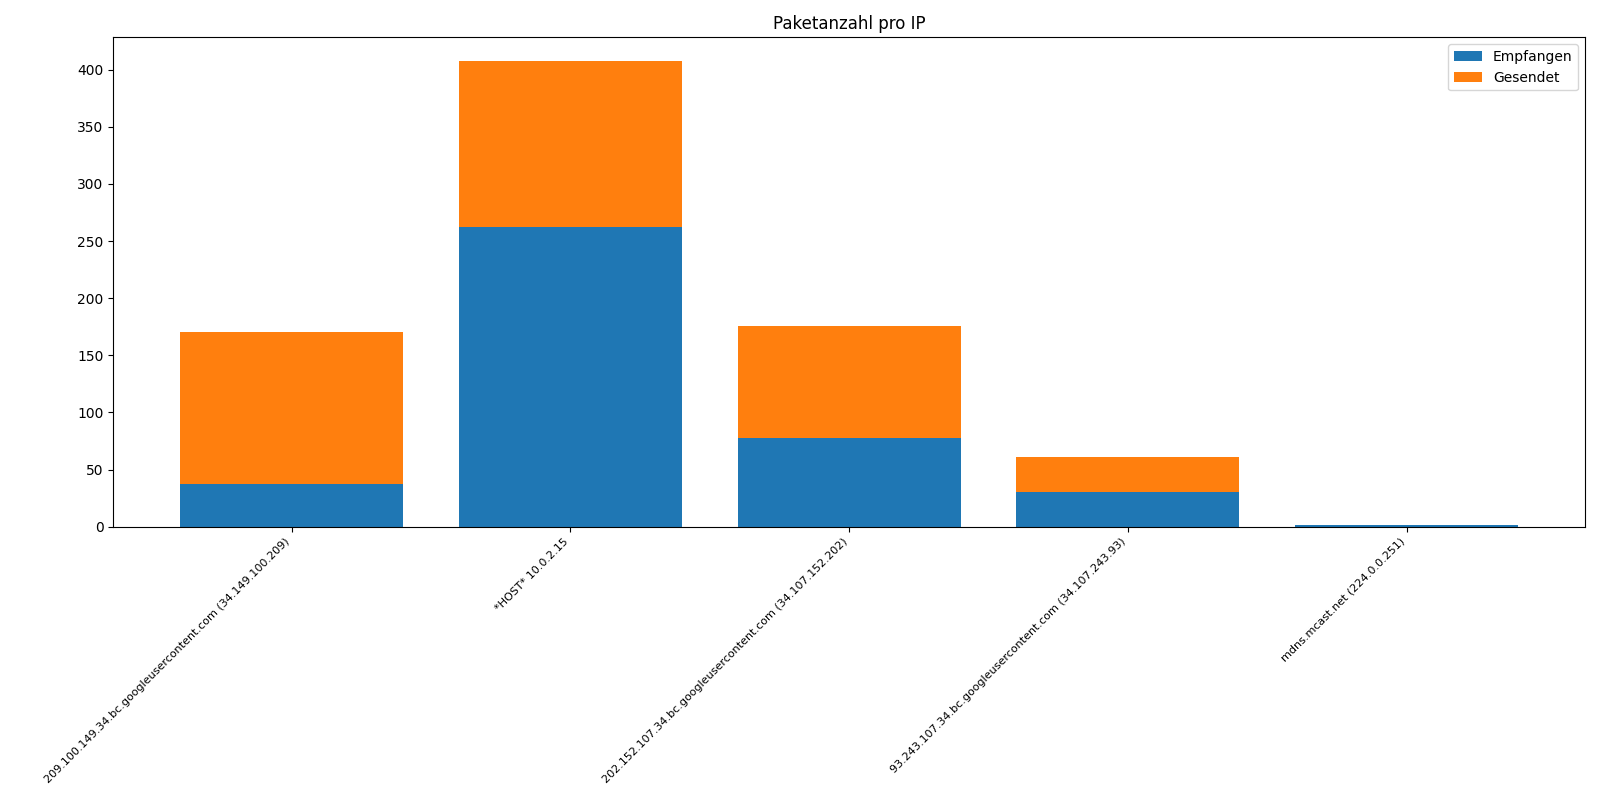 Paketanzahl pro IP
Empfangen
Gesendet
400
350
300
250
200
150
100
50
0
209.100.149.34.bc.googleusercontent.com (34.149.100.209)
*HOST* 10.0.2.15
202.152.107.34.bc.googleusercontent.com (34.107.152.202)
93.243.107.34.bc.googleusercontent.com (34.107.243.93)
mdns.mcast.net (224.0.0.251)